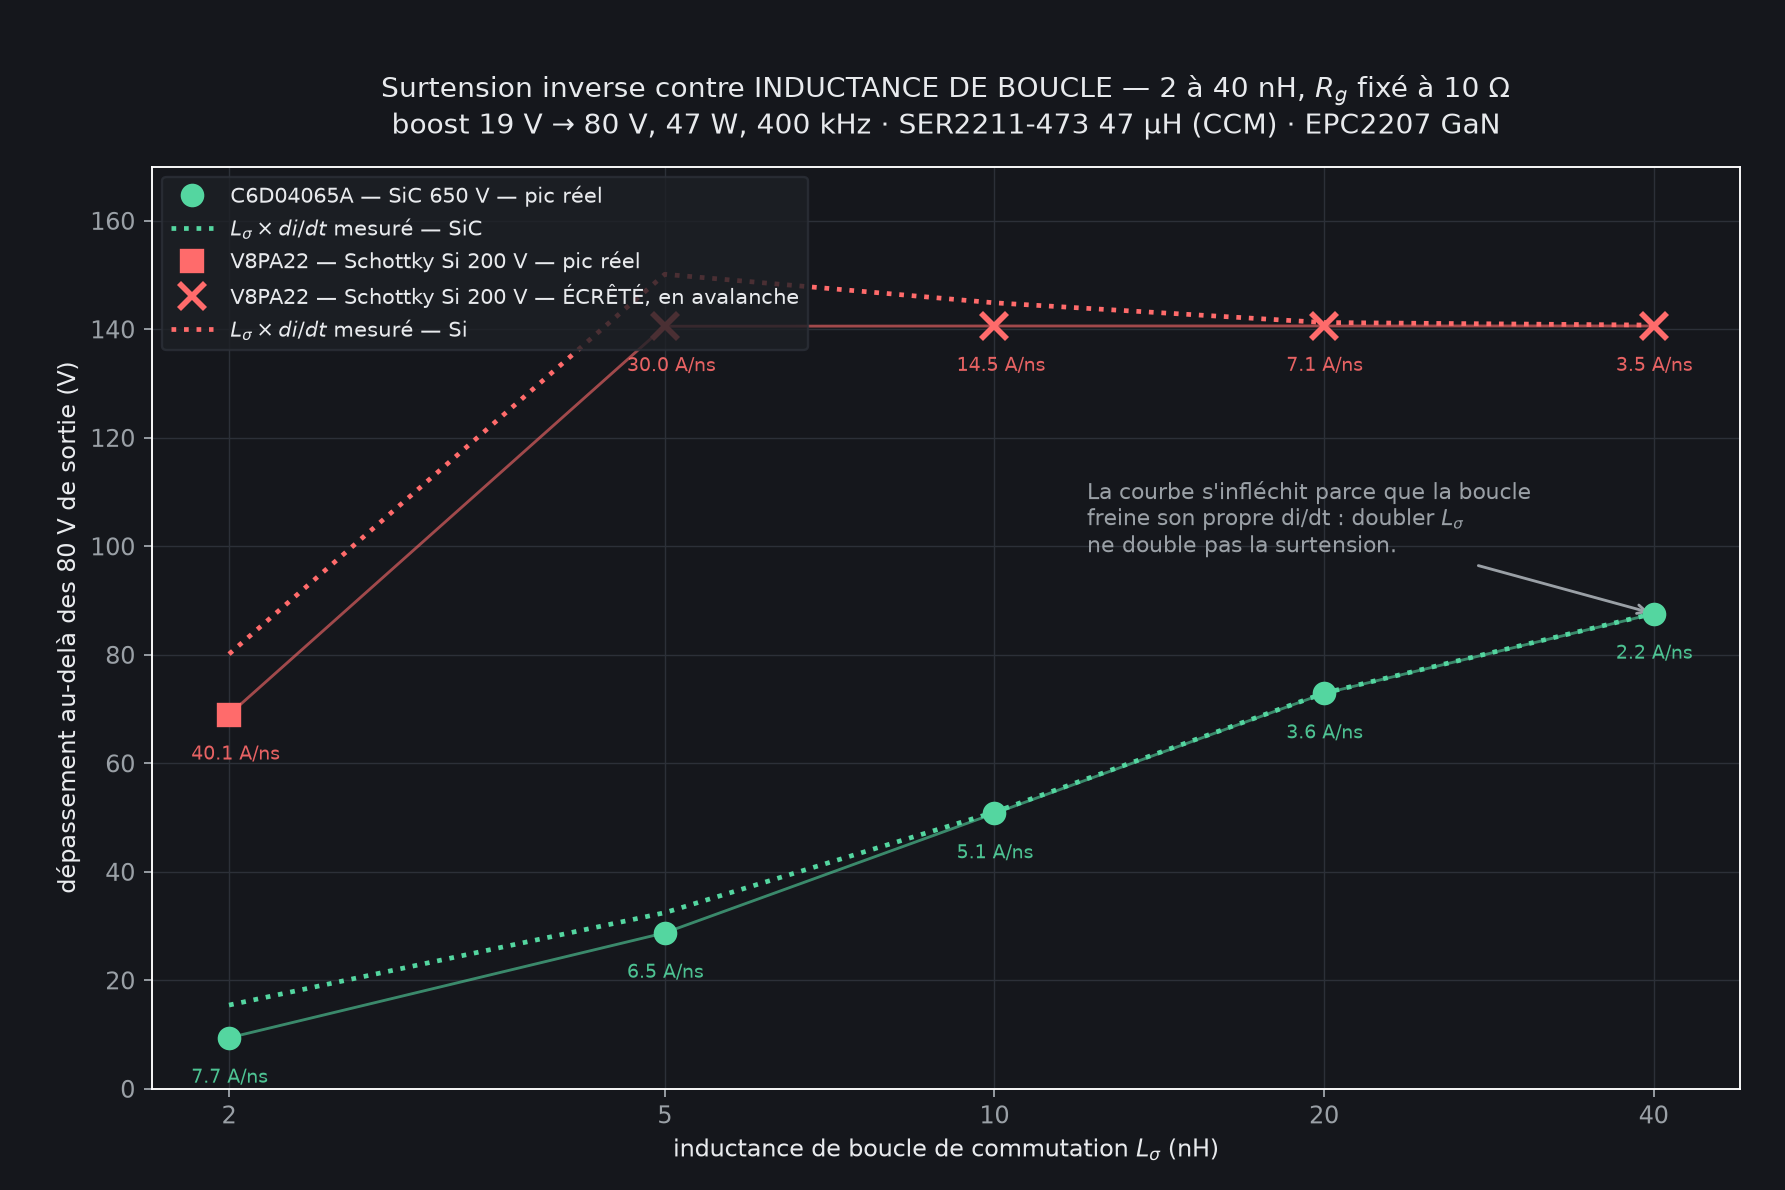 Surtension inverse contre INDUCTANCE DE BOUCLE — 2 à 40 nH, Rg fixé à 10 Ω
boost 19 V → 80 V, 47 W, 400 kHz · SER2211-473 47 µH (CCM) · EPC2207 GaN
C6D04065A — SiC 650 V — pic réel
Lσ × di/dt mesuré — SiC
V8PA22 — Schottky Si 200 V — pic réel
V8PA22 — Schottky Si 200 V — ÉCRÊTÉ, en avalanche
Lσ × di/dt mesuré — Si
dépassement au-delà des 80 V de sortie (V)
160
140
120
100
80
60
40
20
0
30.0 A/ns
14.5 A/ns
7.1 A/ns
3.5 A/ns
La courbe s'infléchit parce que la boucle
freine son propre di/dt : doubler Lσ
ne double pas la surtension.
40.1 A/ns
7.7 A/ns
6.5 A/ns
5.1 A/ns
3.6 A/ns
2.2 A/ns
2
5
10
20
40
inductance de boucle de commutation Lσ (nH)